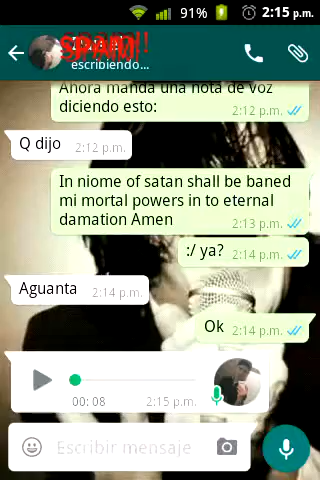 91% 2:15 p.m.
SPAM!!
escribiendo...
Ahora manda una nota de voz
diciendo esto:
2:12 p.m.
Q dijo 2:12 p.m.
In niome of satan shall be baned
mi mortal powers in to eternal
damation Amen
2:13 p.m.
:/ ya? 2:14 p.m.
Aguanta 2:14 p.m.
Ok 2:14 p.m.
00: 08 2:15 p.m.
Escribir mensaje